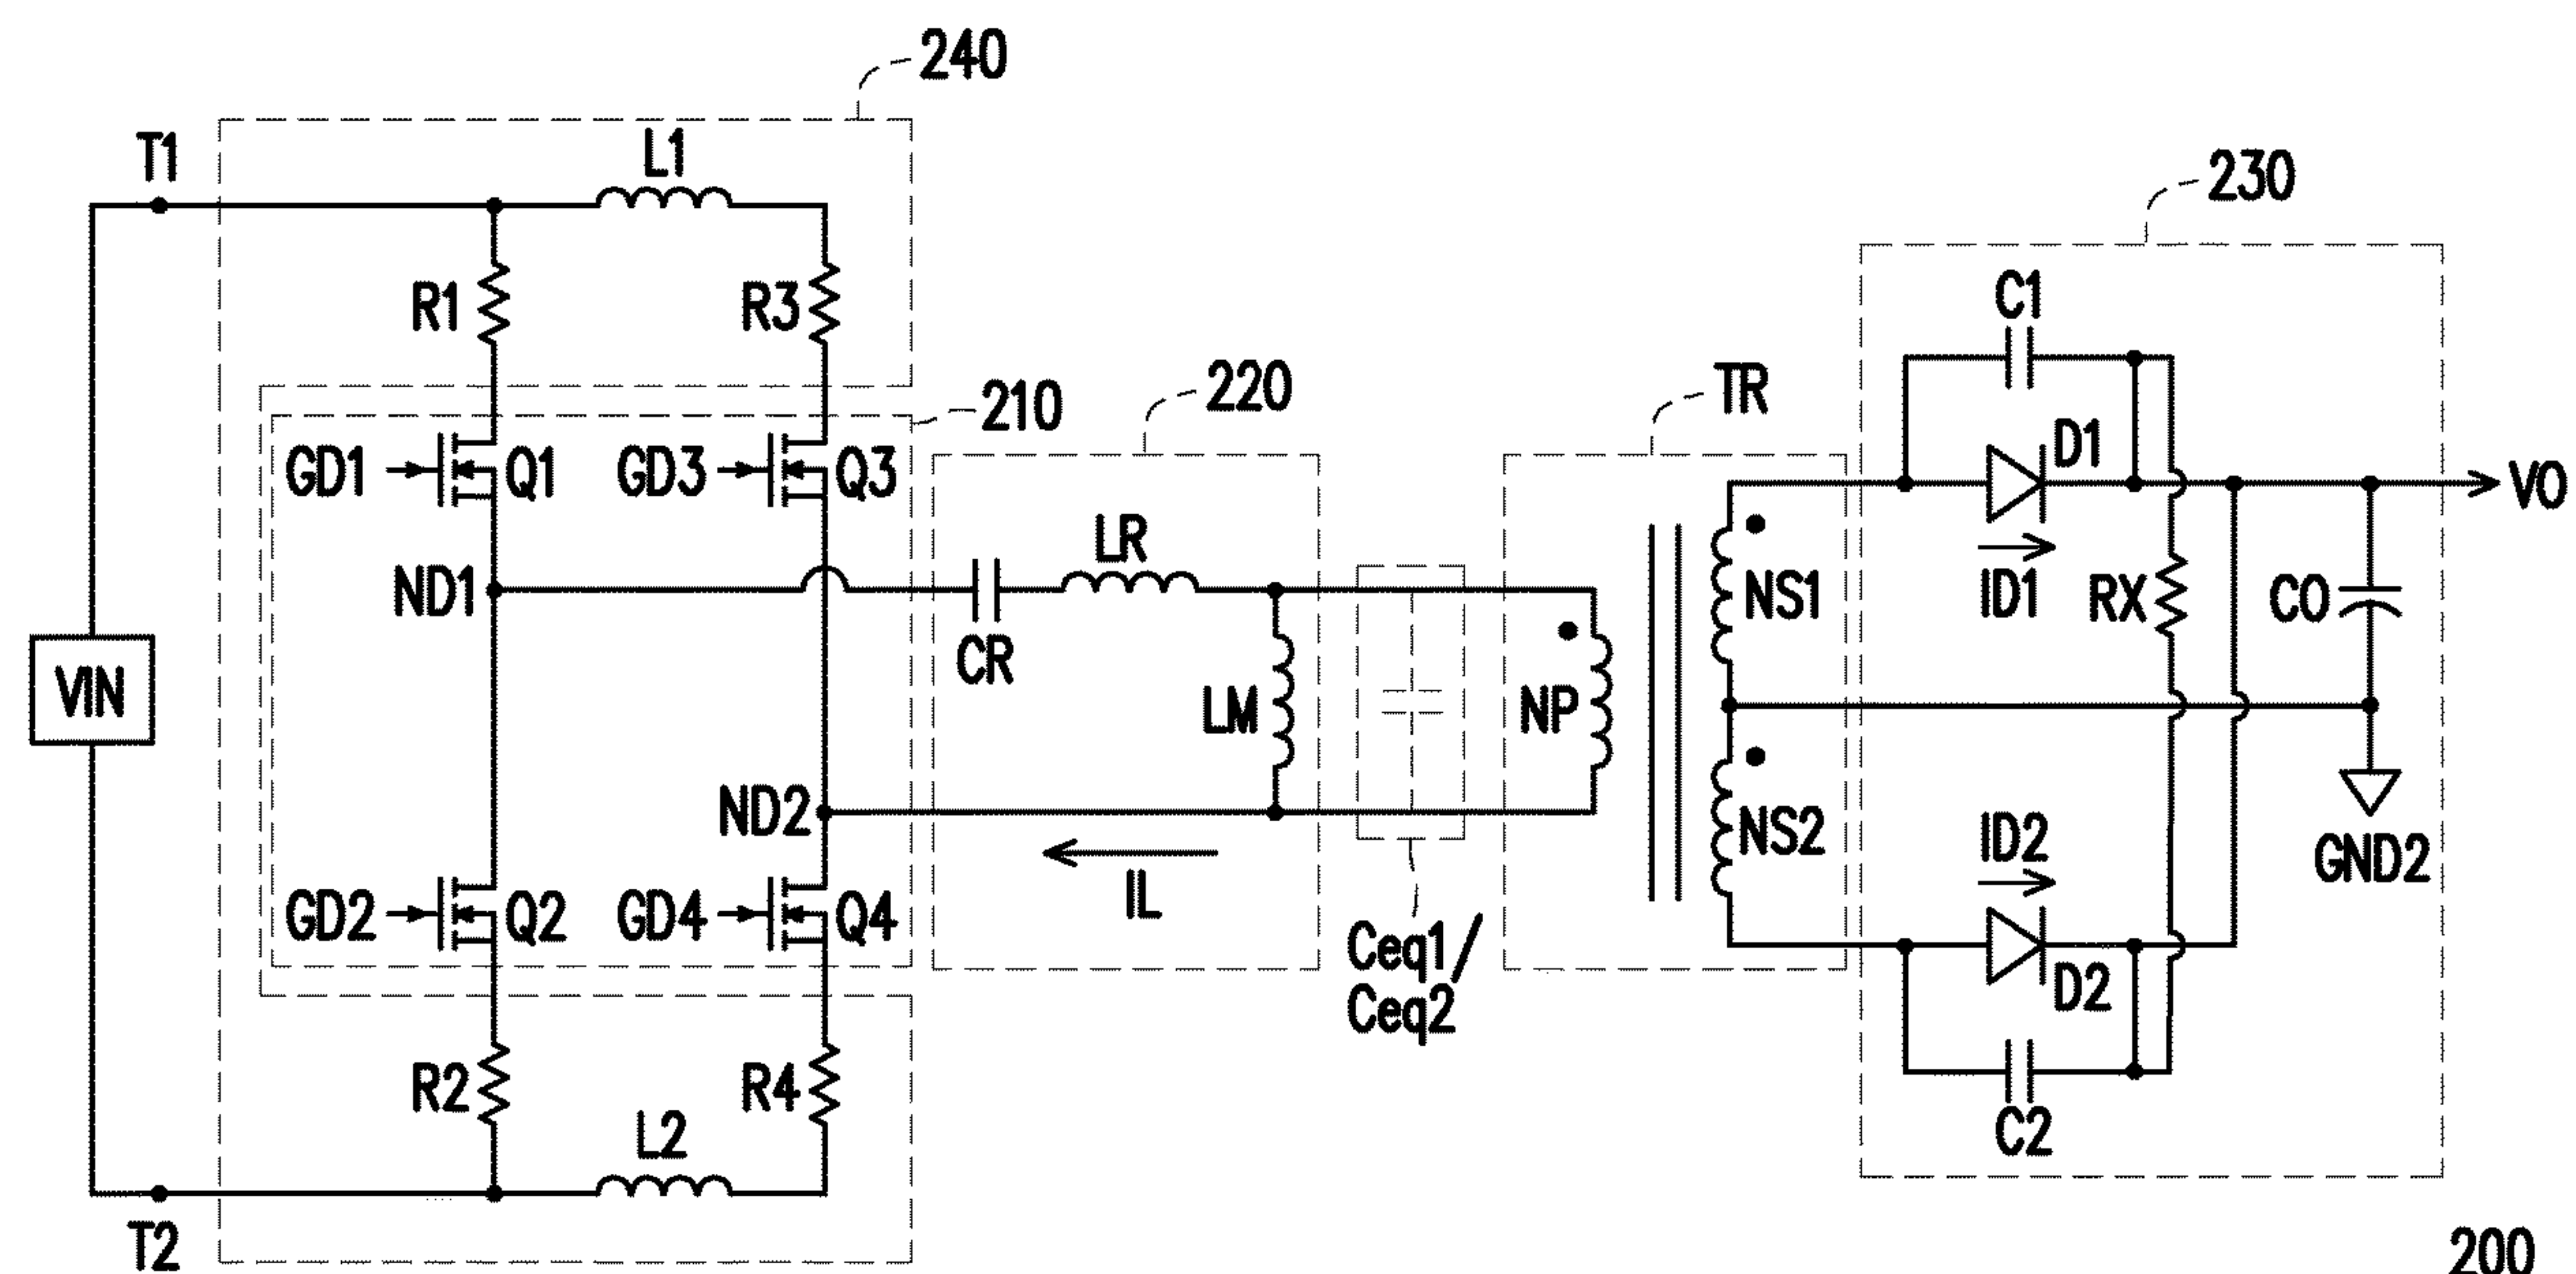 240
T1
L1
230
R1
R3
C1
210
220
TR
D1
GD1
Q1
GD3
Q3
VO
LR
ND1
NS1
ID1
RX
CO
CR
VIN
LM
NP
ND2
NS2
ID2
GND2
IL
GD2
Q2
GD4
Q4
Ceq1/
Ceq2
D2
R2
R4
L2
C2
T2
200